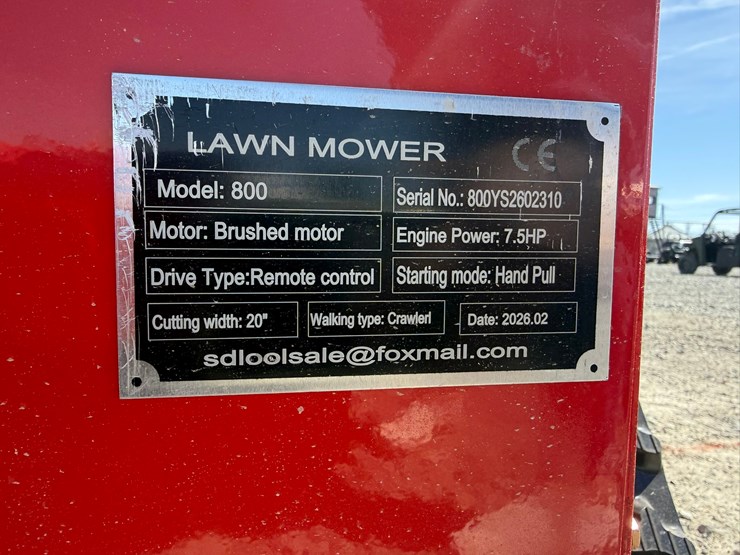 LAWN MOWER CE
Model: 800 Serial No.: 800YS2602310
Motor: Brushed motor Engine Power: 7.5HP
Drive Type:Remote control Starting mode: Hand Pull
Cutting width: 20" Walking type: Crawlerl Date: 2026.02
sdloolsale@foxmail.com